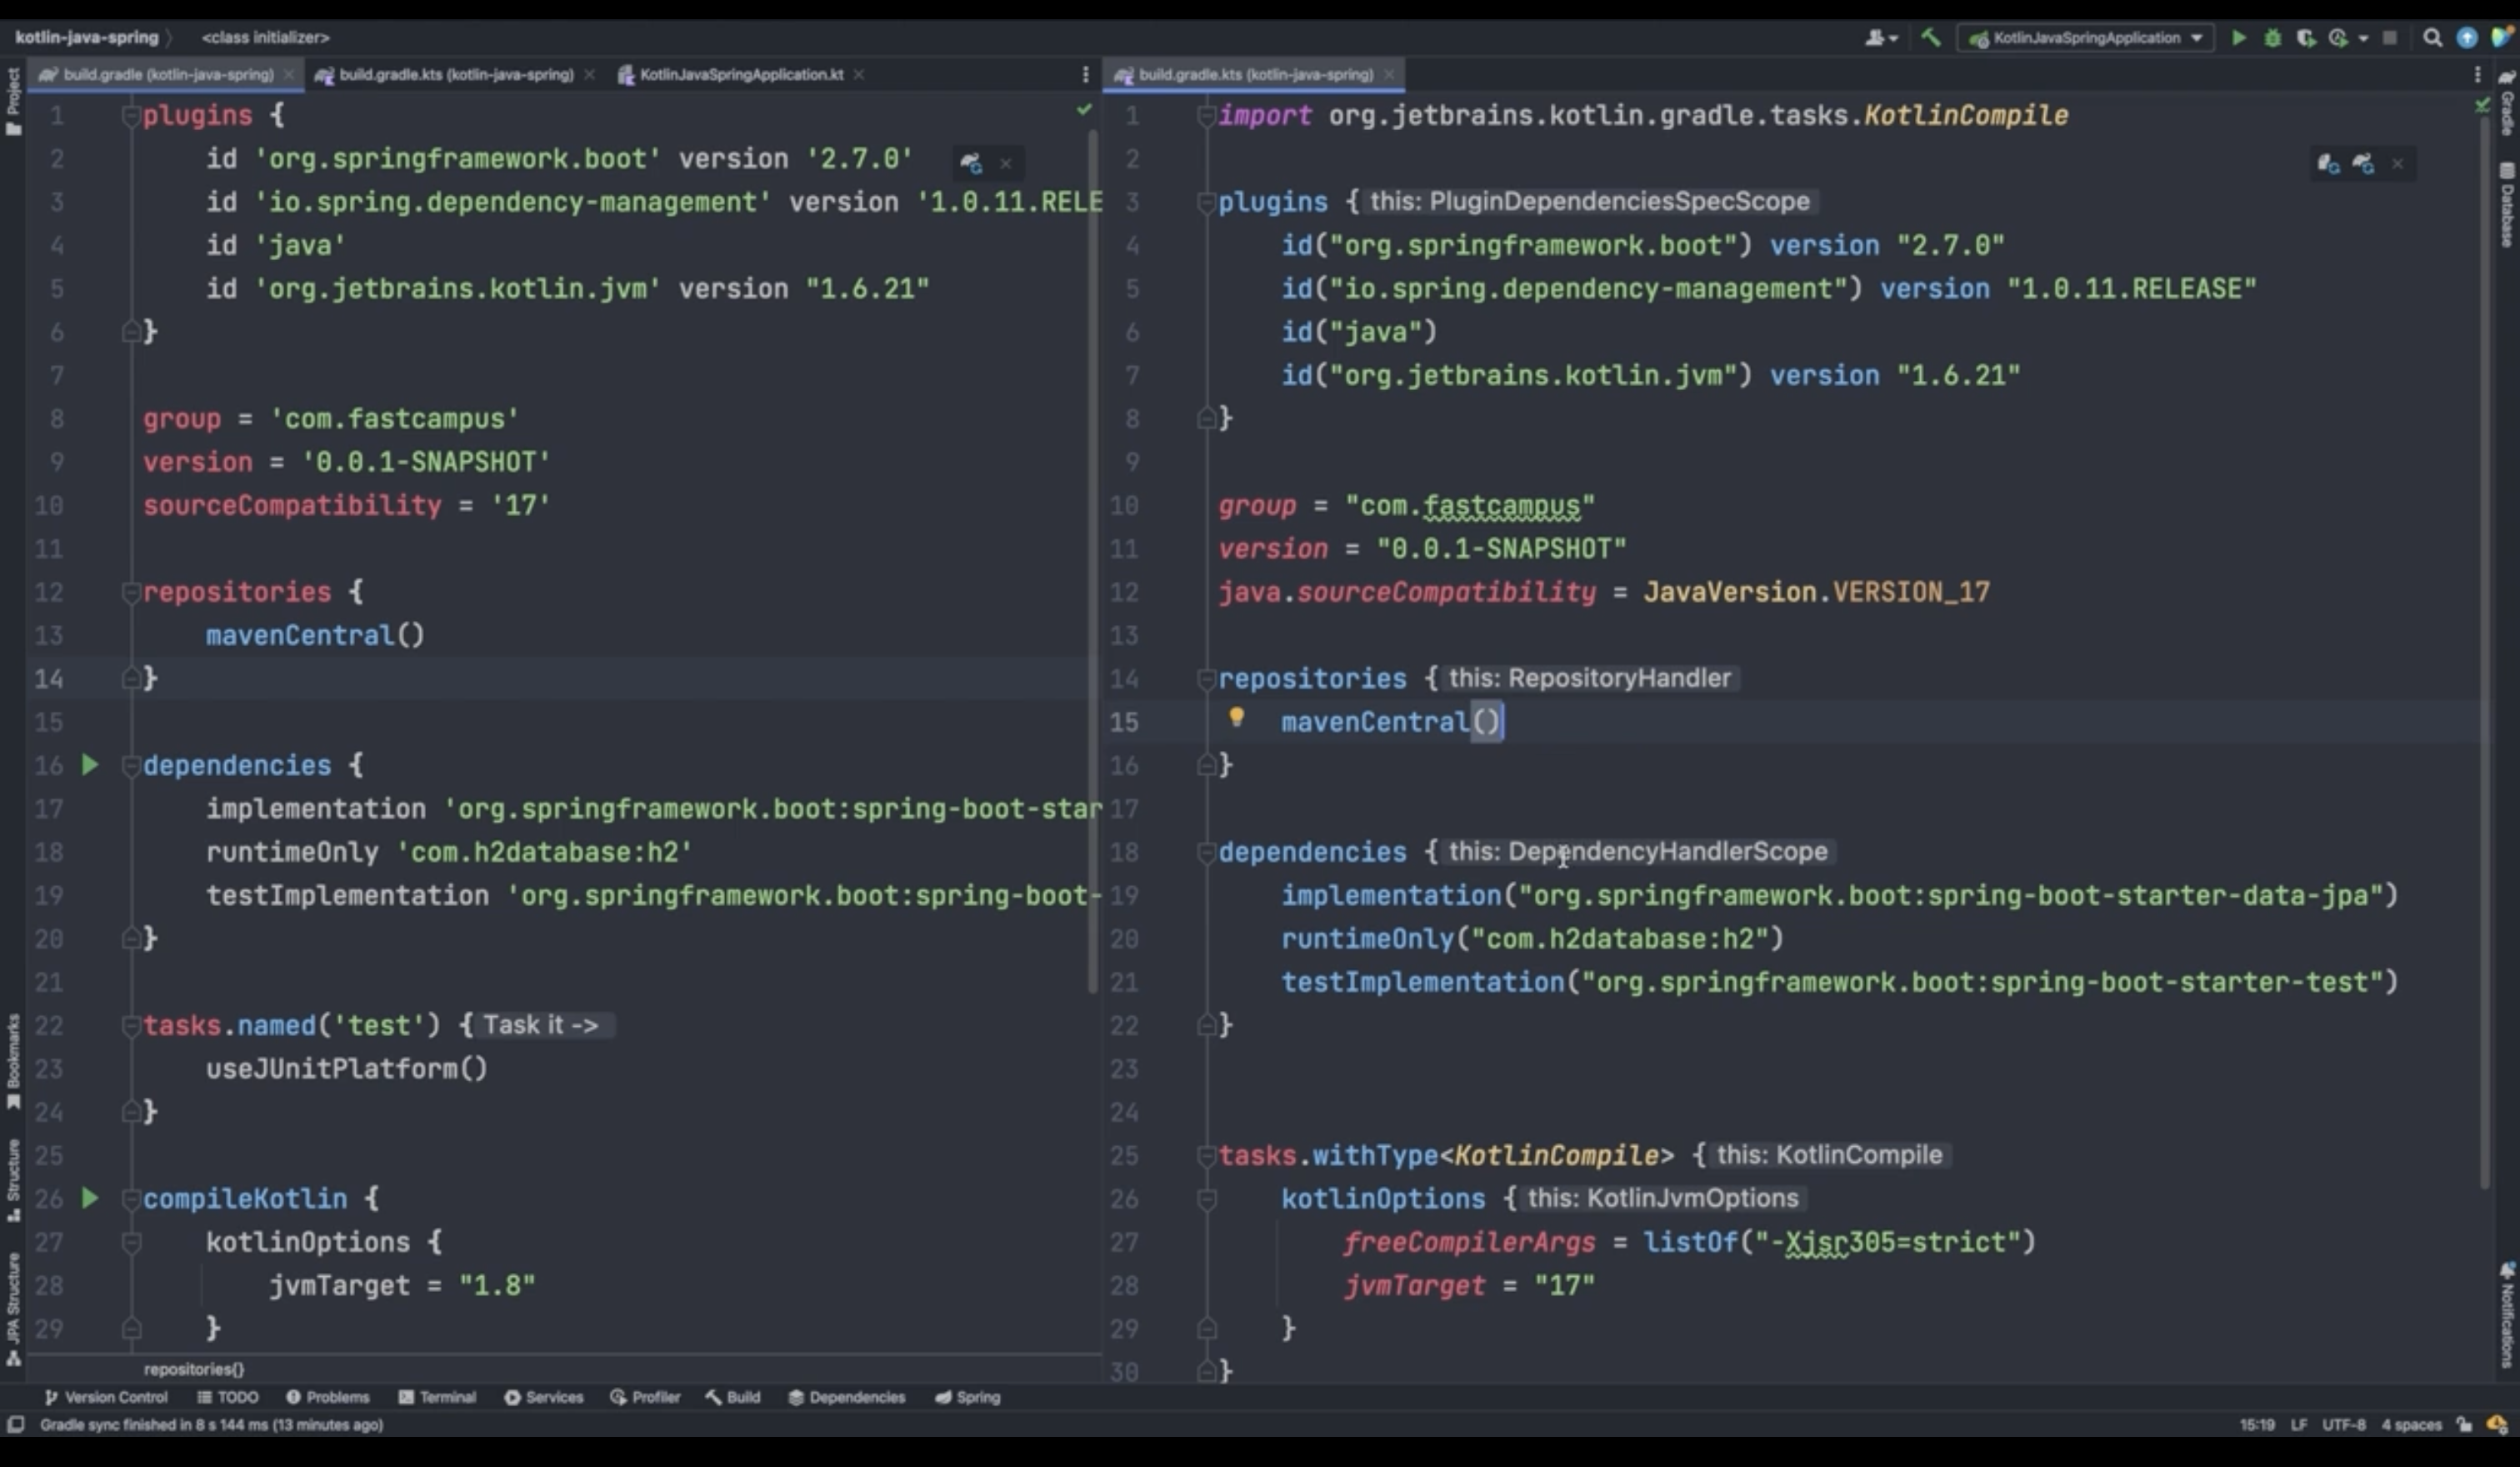 kotlin-java-spring
<class initializer>
KotlinJavaSpringApplication
build.gradle (kotlin-java-spring)
build.gradle.kts (kotlin-java-spring)
KotlinJavaSpringApplication.kt
build.gradle.kts (kotlin-java-spring)
Project
Bookmarks
Structure
JPA Structure
1 plugins {
2 id 'org.springframework.boot' version '2.7.0'
3 id 'io.spring.dependency-management' version '1.0.11.RELE
4 id 'java'
5 id 'org.jetbrains.kotlin.jvm' version "1.6.21"
6 }
7
8 group = 'com.fastcampus'
9 version = '0.0.1-SNAPSHOT'
10 sourceCompatibility = '17'
11
12 repositories {
13 mavenCentral()
14 }
15
16 dependencies {
17 implementation 'org.springframework.boot:spring-boot-star
18 runtimeOnly 'com.h2database:h2'
19 testImplementation 'org.springframework.boot:spring-boot-
20 }
21
22 tasks.named('test') { Task it ->
23 useJUnitPlatform()
24 }
25
26 compileKotlin {
27 kotlinOptions {
28 jvmTarget = "1.8"
29 }
repositories{}
1 import org.jetbrains.kotlin.gradle.tasks.KotlinCompile
2
3 plugins { this: PluginDependenciesSpecScope
4 id("org.springframework.boot") version "2.7.0"
5 id("io.spring.dependency-management") version "1.0.11.RELEASE"
6 id("java")
7 id("org.jetbrains.kotlin.jvm") version "1.6.21"
8 }
9
10 group = "com.fastcampus"
11 version = "0.0.1-SNAPSHOT"
12 java.sourceCompatibility = JavaVersion.VERSION_17
13
14 repositories { this: RepositoryHandler
15 mavenCentral()
16 }
17
18 dependencies { this: DependencyHandlerScope
19 implementation("org.springframework.boot:spring-boot-starter-data-jpa")
20 runtimeOnly("com.h2database:h2")
21 testImplementation("org.springframework.boot:spring-boot-starter-test")
22 }
23
24
25 tasks.withType<KotlinCompile> { this: KotlinCompile
26 kotlinOptions { this: KotlinJvmOptions
27 freeCompilerArgs = listOf("-Xjsr305=strict")
28 jvmTarget = "17"
29 }
30 }
Gradle
Database
Notifications
Version Control TODO Problems Terminal Services Profiler Build Dependencies Spring
Gradle sync finished in 8 s 144 ms (13 minutes ago)
15:19 LF UTF-8 4 spaces